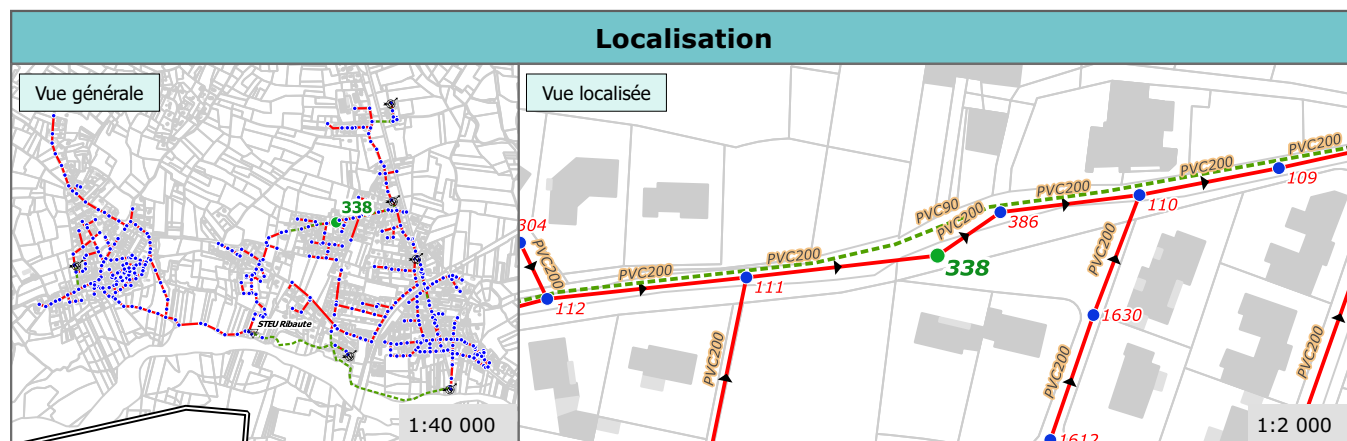 Localisation
Vue générale
338
STEU Ribaute
1:40 000
Vue localisée
304
PVC200
112
PVC200
111
PVC200
PVC200
PVC90
PVC200
338
386
PVC200
110
PVC200
109
PVC200
PVC200
1630
PVC200
1612
PVC200
1:2 000